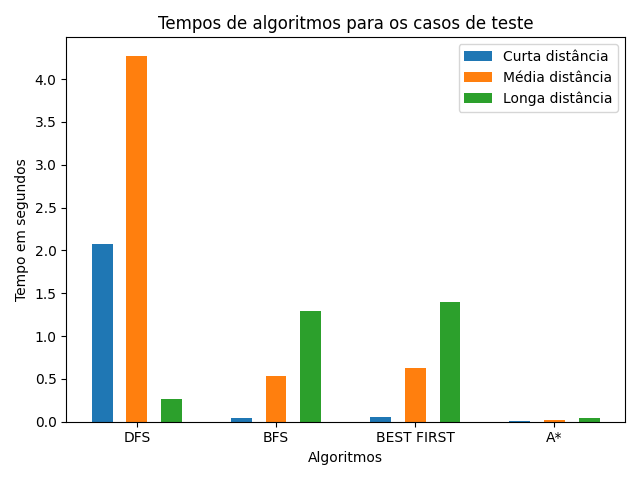 Tempos de algoritmos para os casos de teste
Curta distância
Média distância
Longa distância
Tempo em segundos
4.0
3.5
3.0
2.5
2.0
1.5
1.0
0.5
0.0
DFS
BFS
BEST FIRST
A*
Algoritmos